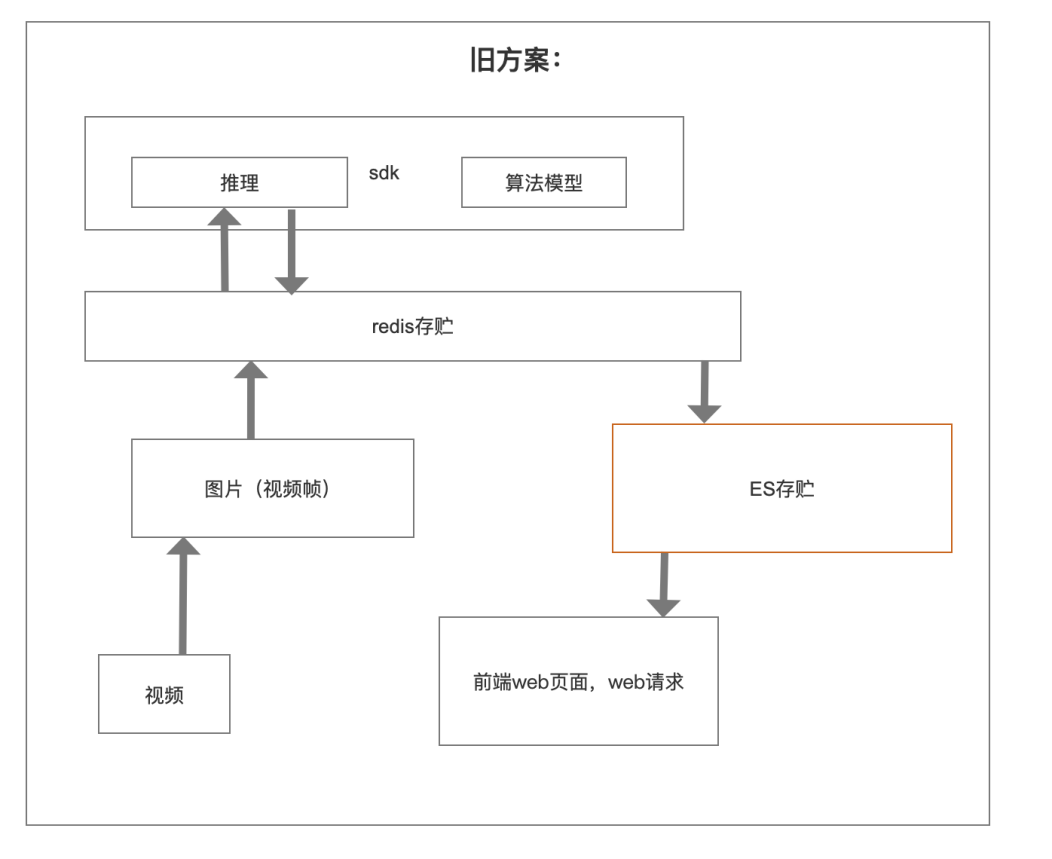 旧方案：
推理
sdk
算法模型
redis存贮
图片（视频帧）
ES存贮
视频
前端web页面，web请求